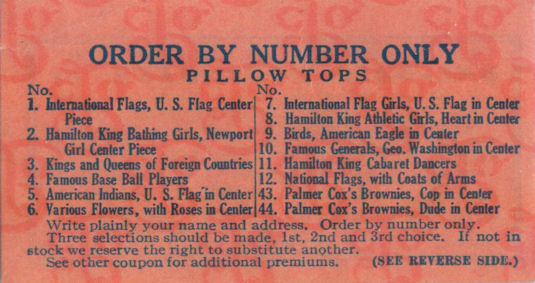 ORDER BY NUMBER ONLY
PILLOW TOPS
No.
1. International Flags, U. S. Flag Center
Piece
2. Hamilton King Bathing Girls, Newport
Girl Center Piece
3. Kings and Queens of Foreign Countries
4. Famous Base Ball Players
5. American Indians, U. S. Flag in Center
6. Various Flowers, with Roses in Center
No.
7. International Flag Girls, U. S. Flag in Center
8. Hamilton King Athletic Girls, Heart in Center
9. Birds, American Eagle in Center
10. Famous Generals, Geo. Washington in Center
11. Hamilton King Cabaret Dancers
12. National Flags, with Coats of Arms
43. Palmer Cox's Brownies, Cop in Center
44. Palmer Cox's Brownies, Dude in Center
Write plainly your name and address. Order by number only.
Three selections should be made, 1st, 2nd and 3rd choice. If not in
stock we reserve the right to substitute another.
See other coupon for additional premiums. (SEE REVERSE SIDE.)